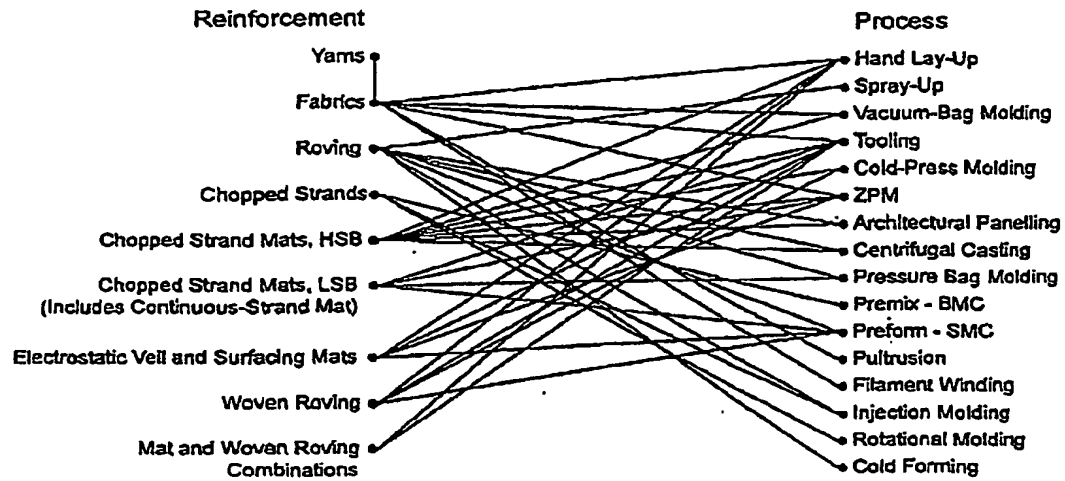 Reinforcement
Yams
Fabrics
Roving
Chopped Strands
Chopped Strand Mats, HSB
Chopped Strand Mats, LSB
(Includes Continuous-Strand Mat)
Electrostatic Veil and Surfacing Mats
Woven Roving
Mat and Woven Roving
Combinations
Process
Hand Lay-Up
Spray-Up
Vacuum-Bag Molding
Tooling
Cold-Press Molding
ZPM
Architectural Panelling
Centrifugal Casting
Pressure Bag Molding
Premix - BMC
Preform - SMC
Pultrusion
Filament Winding
Injection Molding
Rotational Molding
Cold Forming